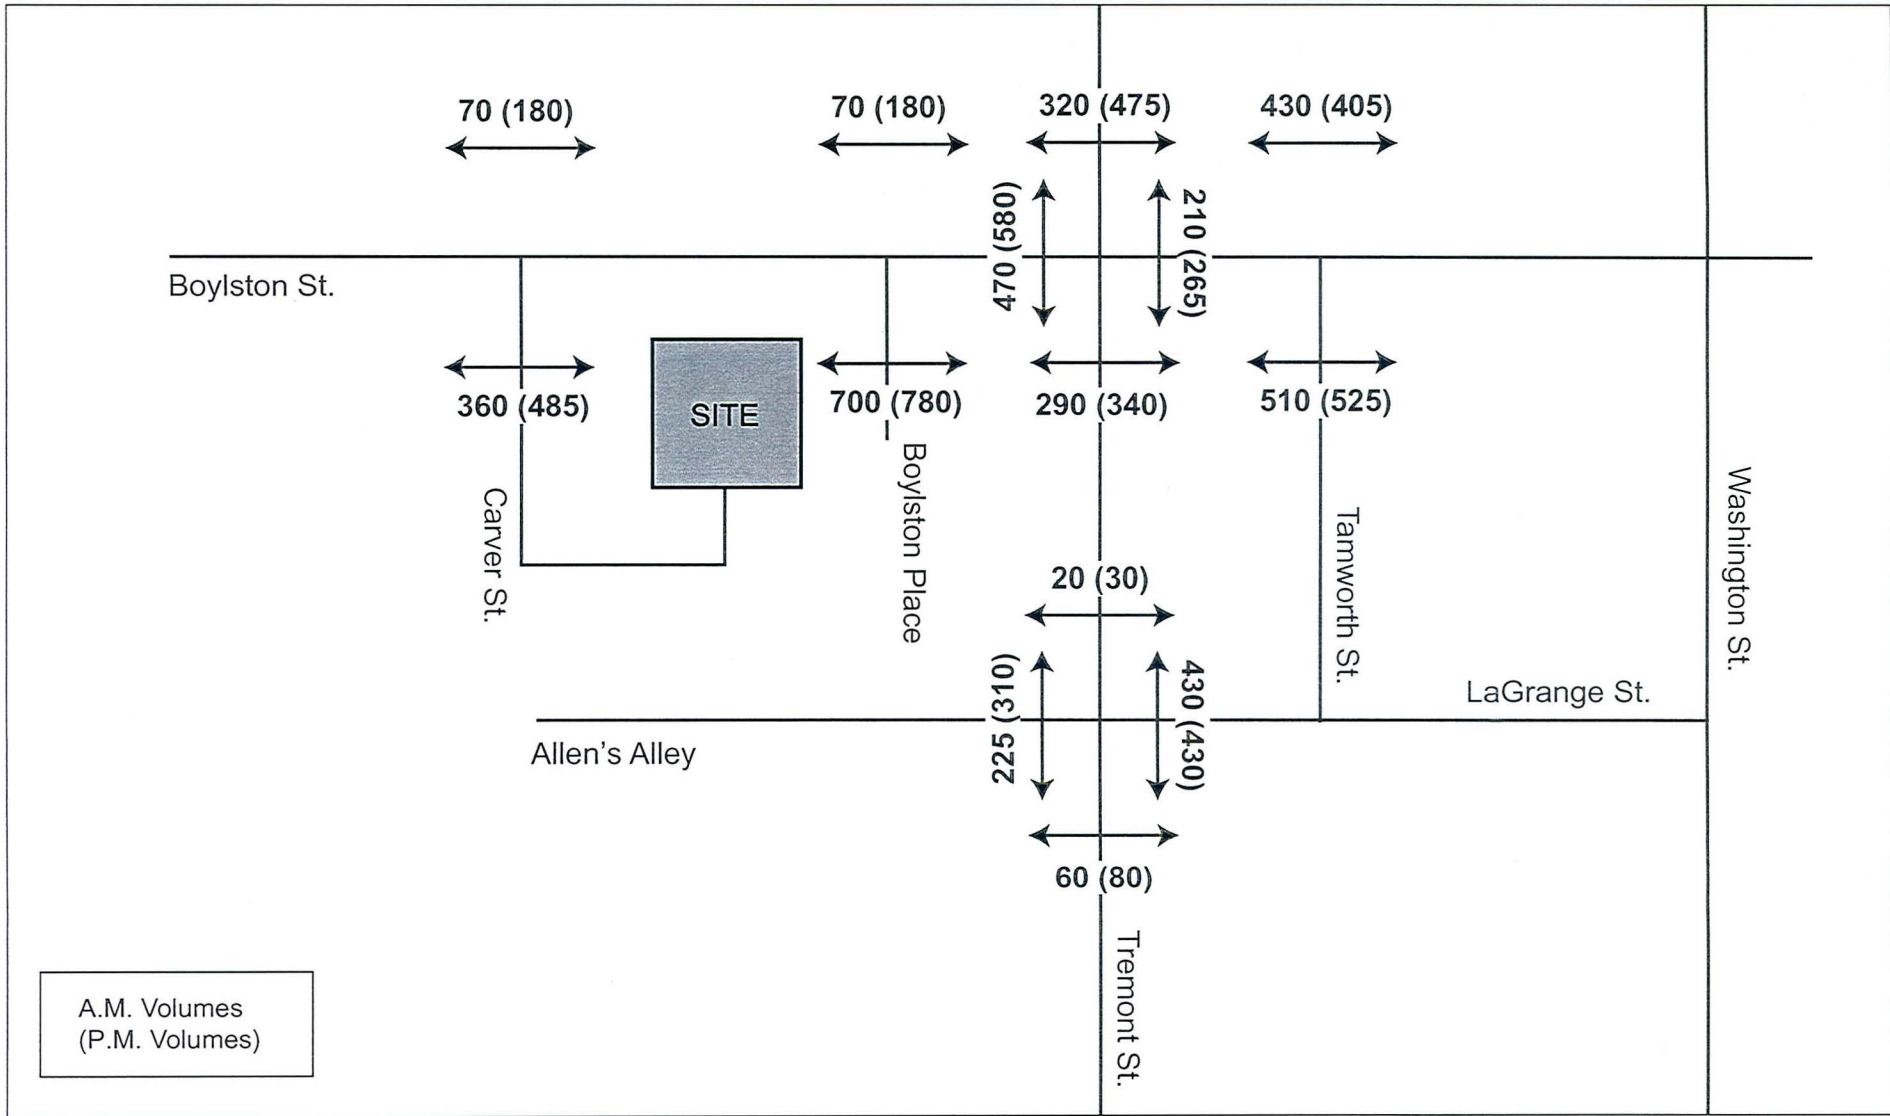 70 (180)
70 (180)
320 (475)
430 (405)
470 (580)
210 (265)
Boylston St.
360 (485)
SITE
700 (780)
290 (340)
510 (525)
Carver St.
Boylston Place
Tamworth St.
Washington St.
20 (30)
225 (310)
430 (430)
LaGrange St.
Allen's Alley
60 (80)
Tremont St.
A.M. Volumes
(P.M. Volumes)